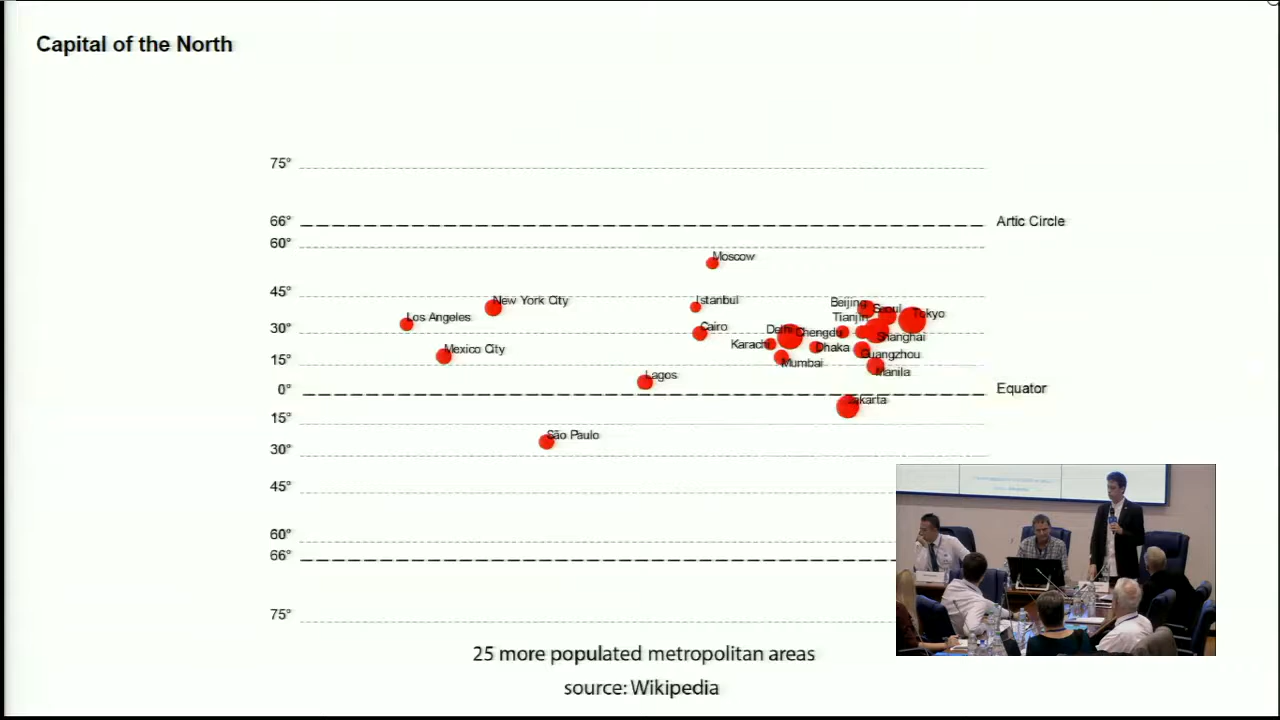 Capital of the North
75°
66°
Artic Circle
60°
Moscow
45°
New York City
Istanbul
Beijing
Seoul
Los Angeles
Cairo
Tianjin
Tokyo
30°
Delhi
Chengdu
Shanghai
Mexico City
Karachi
Dhaka
Guangzhou
15°
Mumbai
Manila
Lagos
0°
Equator
Jakarta
15°
São Paulo
30°
45°
60°
66°
75°
25 more populated metropolitan areas
source: Wikipedia